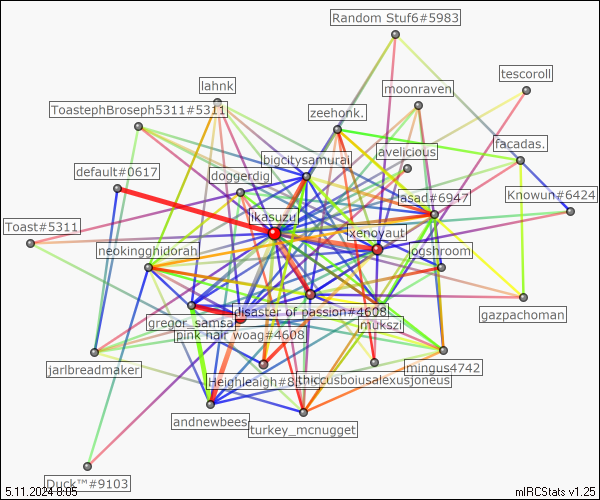 Random Stuf6#5983
tescoroll
lahnk
moonraven
ToastephBroseph5311#5311
zeehonk.
facadas.
avelicious
bigcitysamurai
default#0617
doggerdig
Knowun#6424
jasad#6947
ikasuzu
Toast#5311
xenoyaut
neokingghidorah
ogshroom
disaster of passion#4608
gazpachoman
gregor_samsa
mukszi
pink hair woag#4608
mingus4742
jarlbreadmaker
Heighleigh#8
thiccusboiusalexusjoneus
andnewbees
turkey_mcnugget
Duck™#9103
5.11.2024 8:05
mIRCStats v1.25